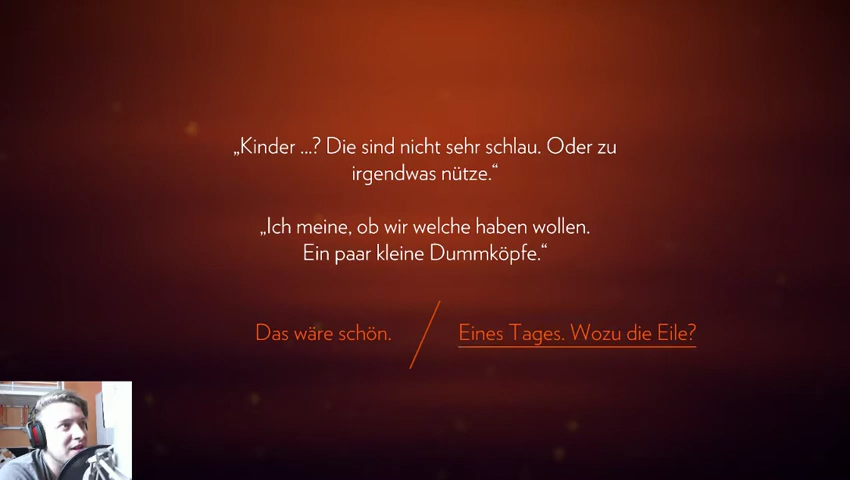 „Kinder ...? Die sind nicht sehr schlau. Oder zu
irgendwas nütze.“
„Ich meine, ob wir welche haben wollen.
Ein paar kleine Dummköpfe.“
Das wäre schön. / Eines Tages. Wozu die Eile?